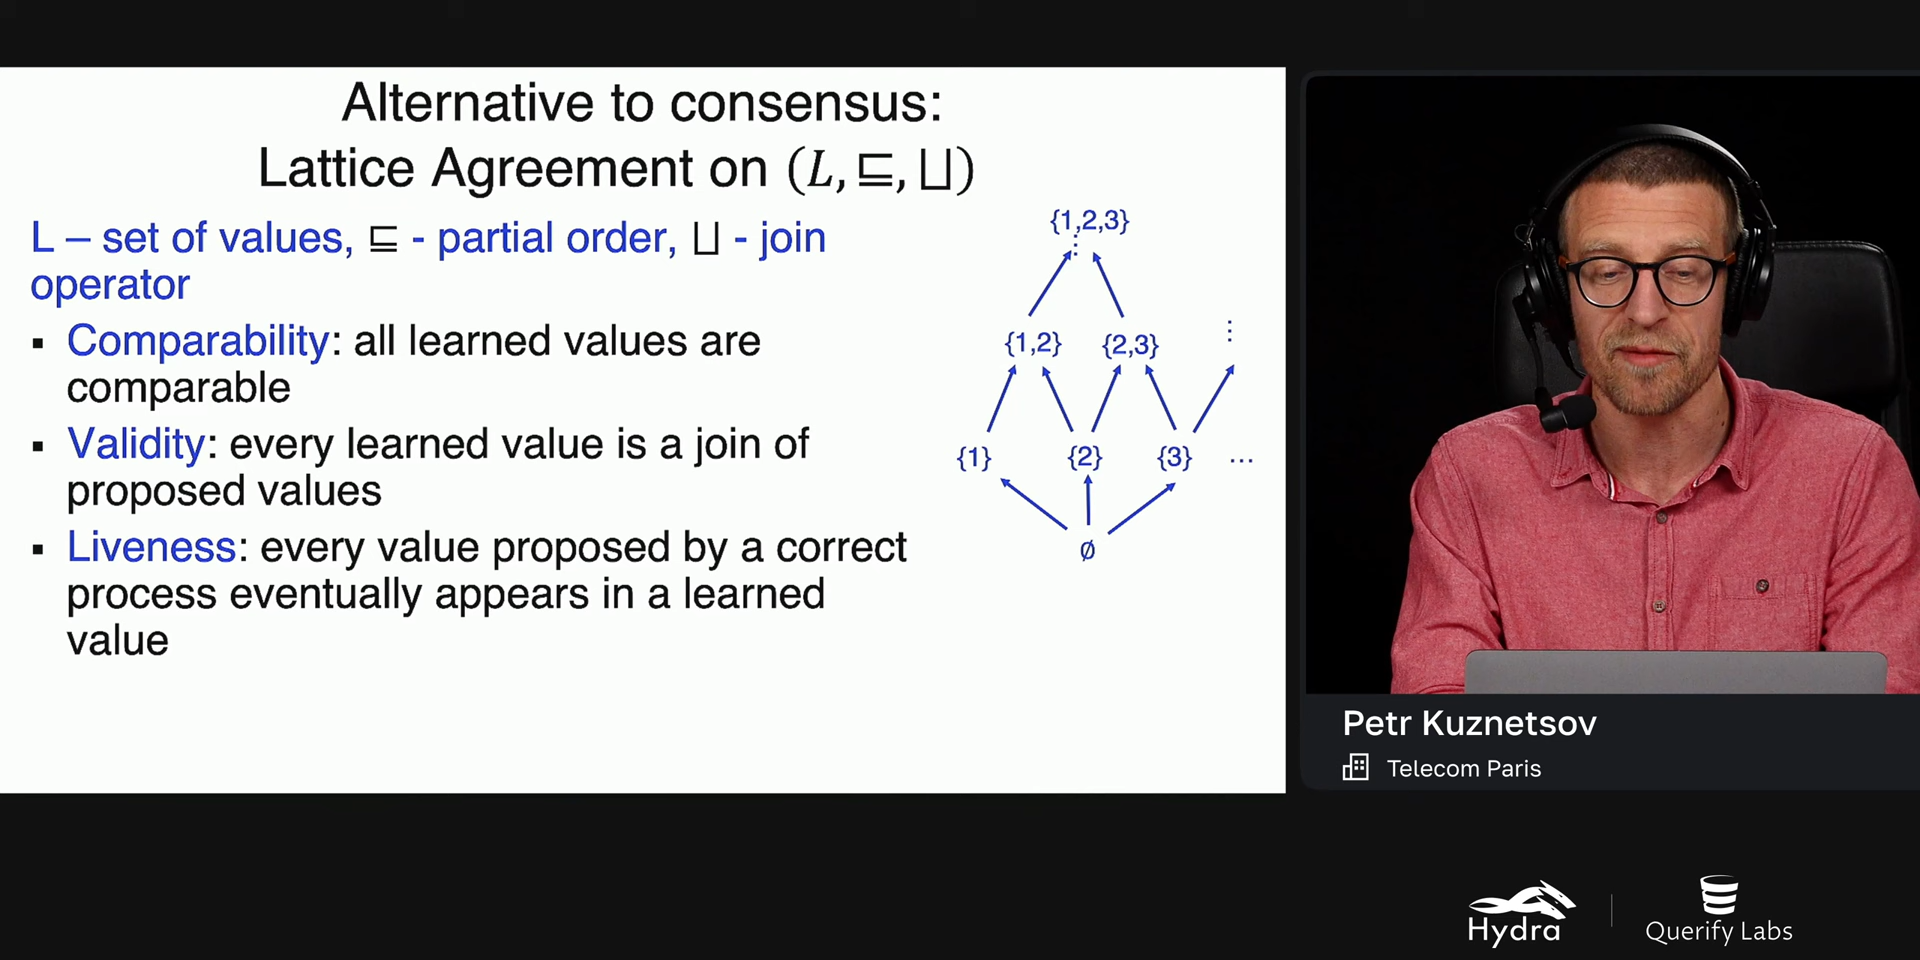 Alternative to consensus:
Lattice Agreement on (L, ⊑, ⊔)
L – set of values, ⊑ - partial order, ⊔ - join
operator
▪ Comparability: all learned values are
comparable
▪ Validity: every learned value is a join of
proposed values
▪ Liveness: every value proposed by a correct
process eventually appears in a learned
value
{1,2,3}
⋮
{1,2} {2,3} ⋮
{1} {2} {3} ...
∅
Petr Kuznetsov
Telecom Paris
Hydra
Querify Labs